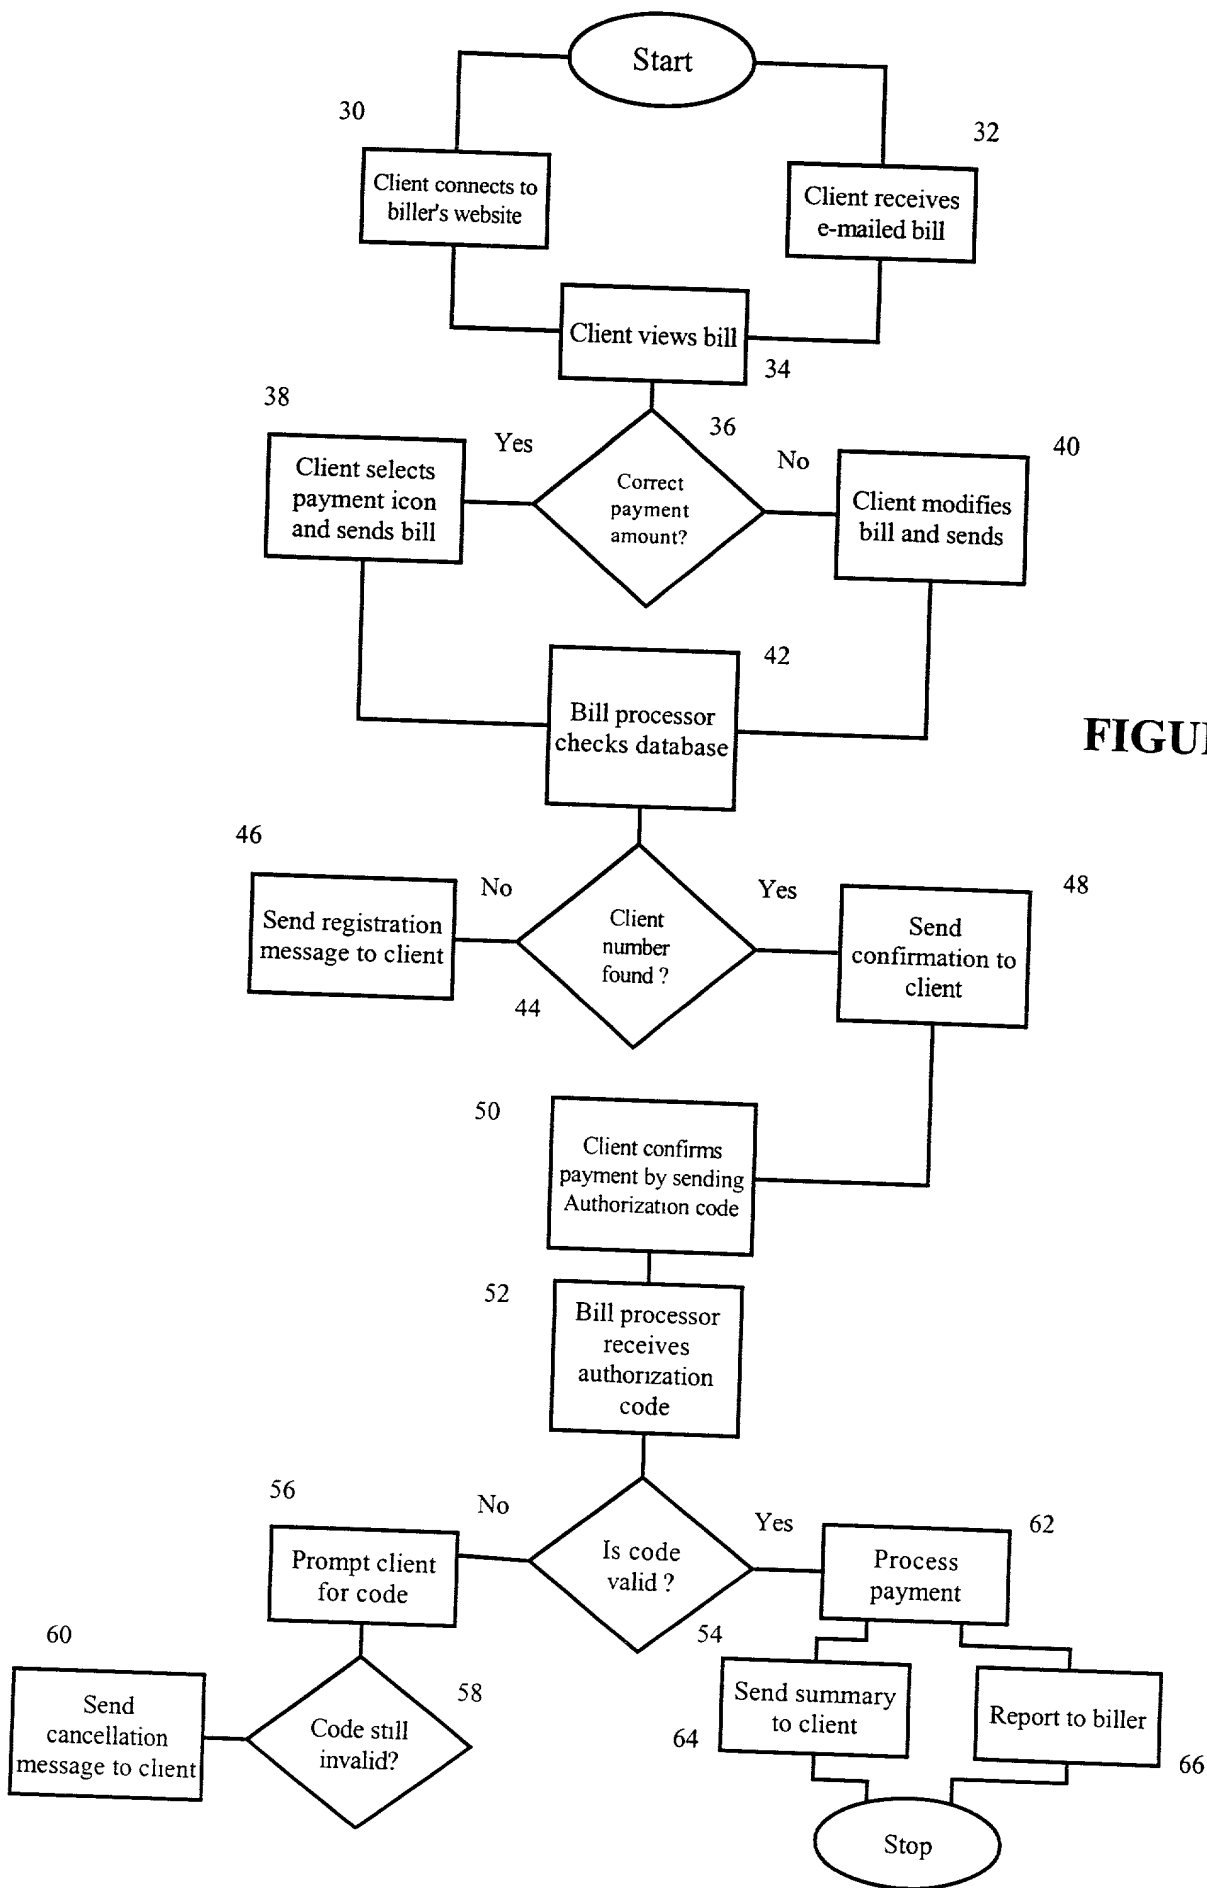 Start
30
32
Client connects to
biller's website
Client receives
e-mailed bill
Client views bill
34
38
Yes
36
No
40
Client selects
payment icon
and sends bill
Correct
payment
amount?
Client modifies
bill and sends
42
Bill processor
checks database
FIGU
46
No
Yes
48
Send registration
message to client
Client
number
found ?
Send
confirmation to
client
44
50
Client confirms
payment by sending
Authorization code
52
Bill processor
receives
authorization
code
56
No
Yes
62
Prompt client
for code
Is code
valid ?
Process
payment
60
54
58
Send
cancellation
message to client
Code still
invalid?
Send summary
to client
Report to biller
64
66
Stop